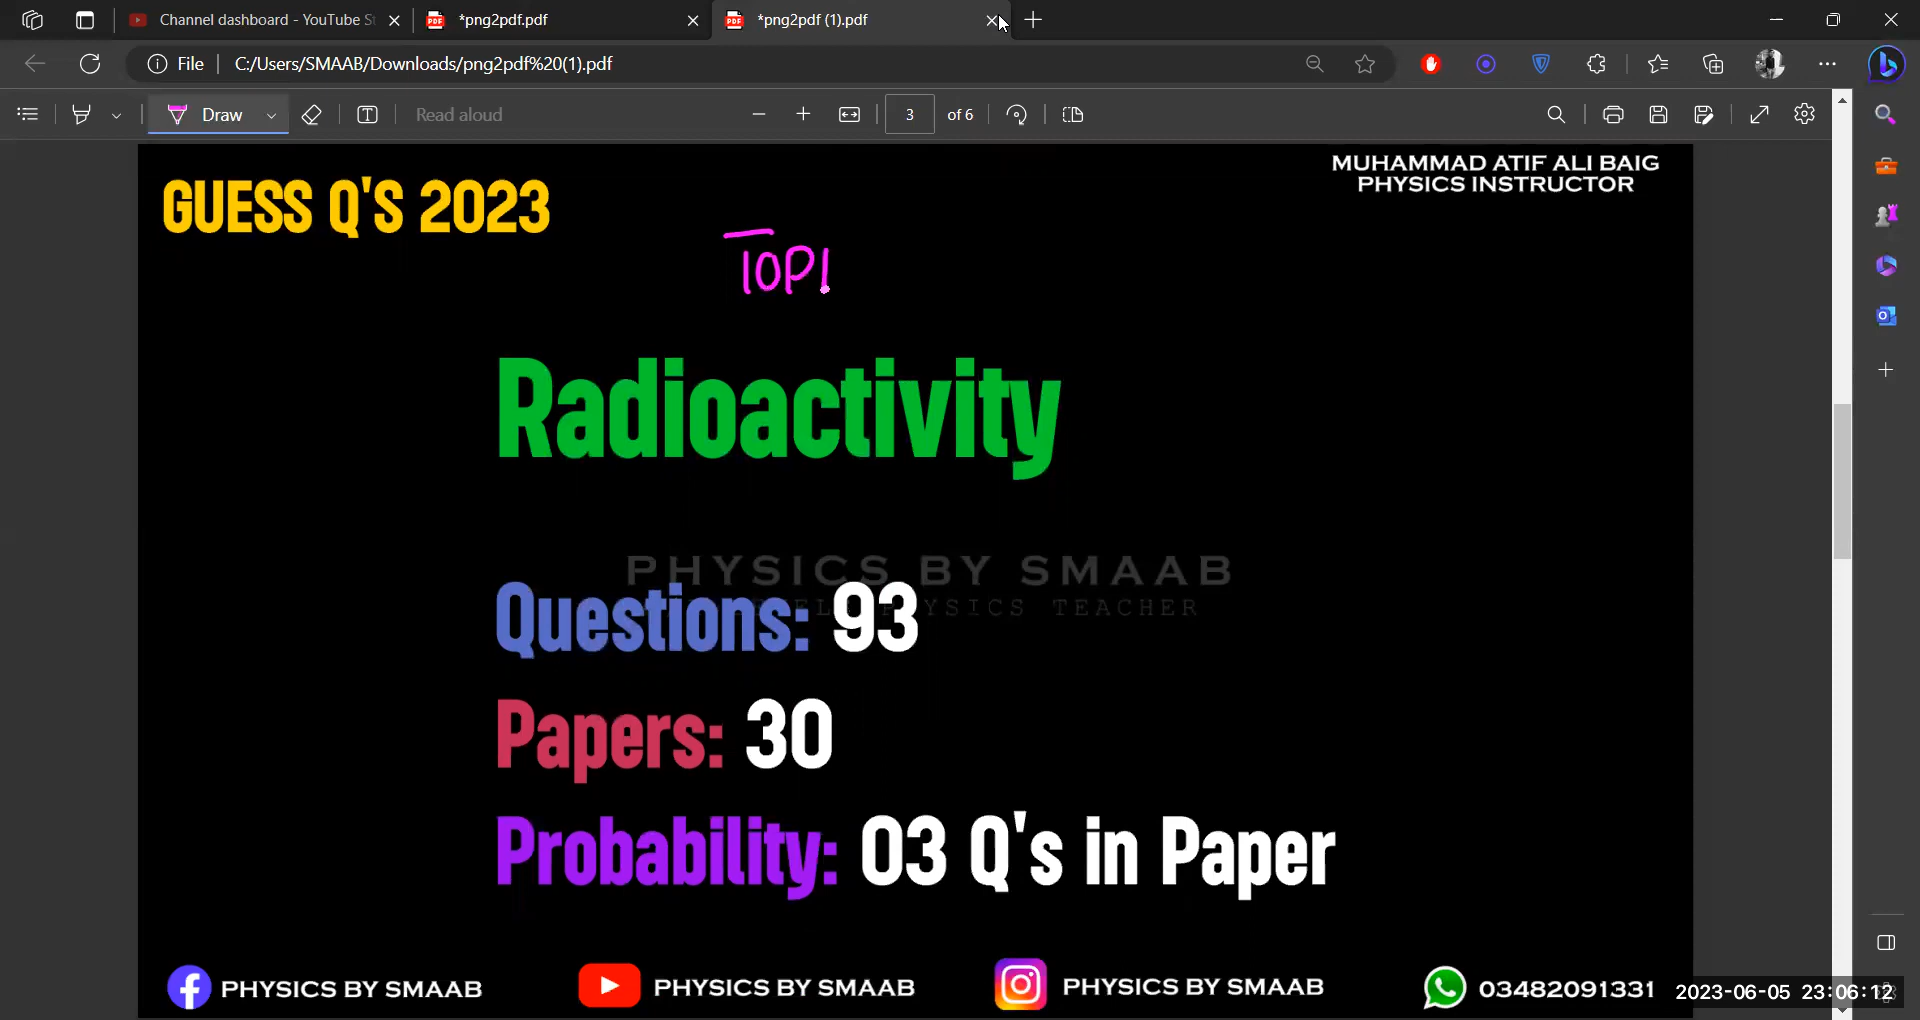 Channel dashboard - YouTube St
*png2pdf.pdf
*png2pdf (1).pdf
File
C:/Users/SMAAB/Downloads/png2pdf%20(1).pdf
Draw
Read aloud
3
of 6
GUESS Q'S 2023
MUHAMMAD ATIF ALI BAIG
PHYSICS INSTRUCTOR
TOP!
Radioactivity
PHYSICS BY SMAAB
PHYSICS TEACHER
Questions: 93
Papers: 30
Probability: 03 Q's in Paper
PHYSICS BY SMAAB
PHYSICS BY SMAAB
PHYSICS BY SMAAB
03482091331
2023-06-05 23:06:12